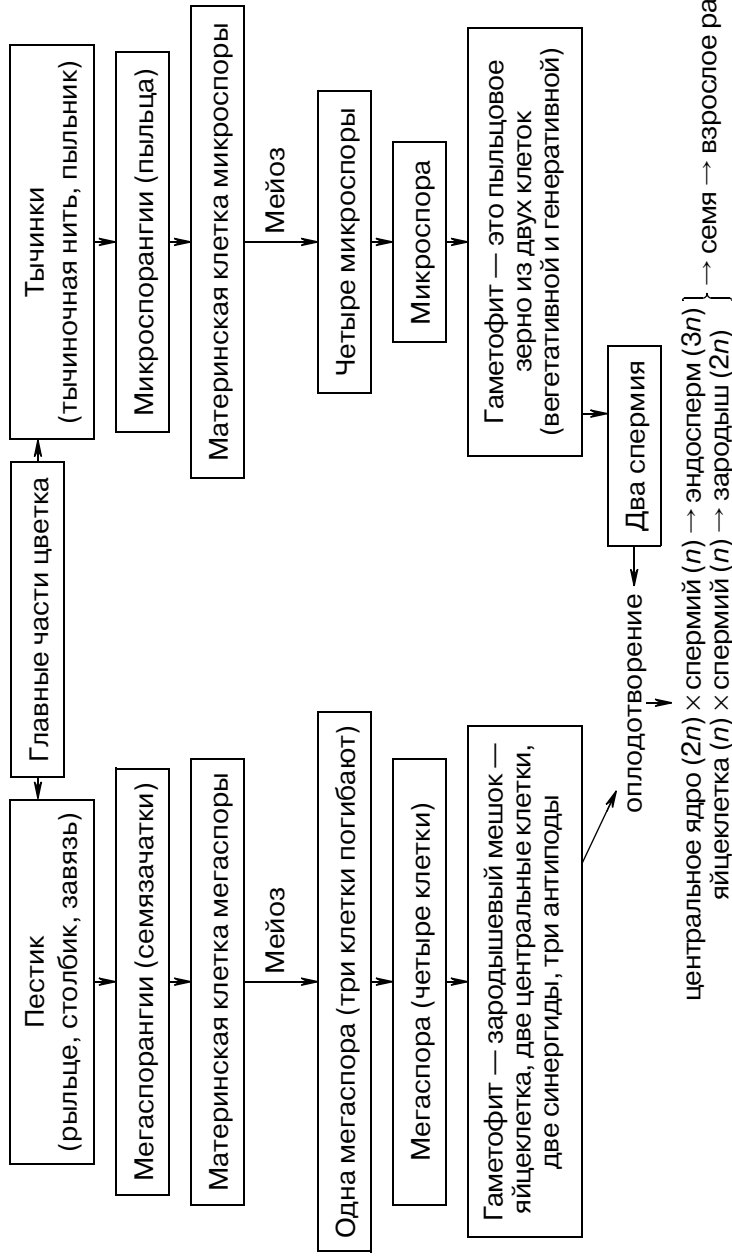 Главные части цветка
Пестик
(рыльце, столбик, завязь)
Мегаспорангии (семязачатки)
Материнская клетка мегаспоры
Мейоз
Одна мегаспора (три клетки погибают)
Мегаспора (четыре клетки)
Гаметофит — зародышевый мешок —
яйцеклетка, две центральные клетки,
две синергиды, три антиподы
Тычинки
(тычиночная нить, пыльник)
Микроспорангии (пыльца)
Материнская клетка микроспоры
Мейоз
Четыре микроспоры
Микроспора
Гаметофит — это пыльцевое
зерно из двух клеток
(вегетативной и генеративной)
Два спермия
оплодотворение
центральное ядро (2n) × спермий (n) → эндосперм (3n)
яйцеклетка (n) × спермий (n) → зародыш (2n)
→ семя → взрослое ра